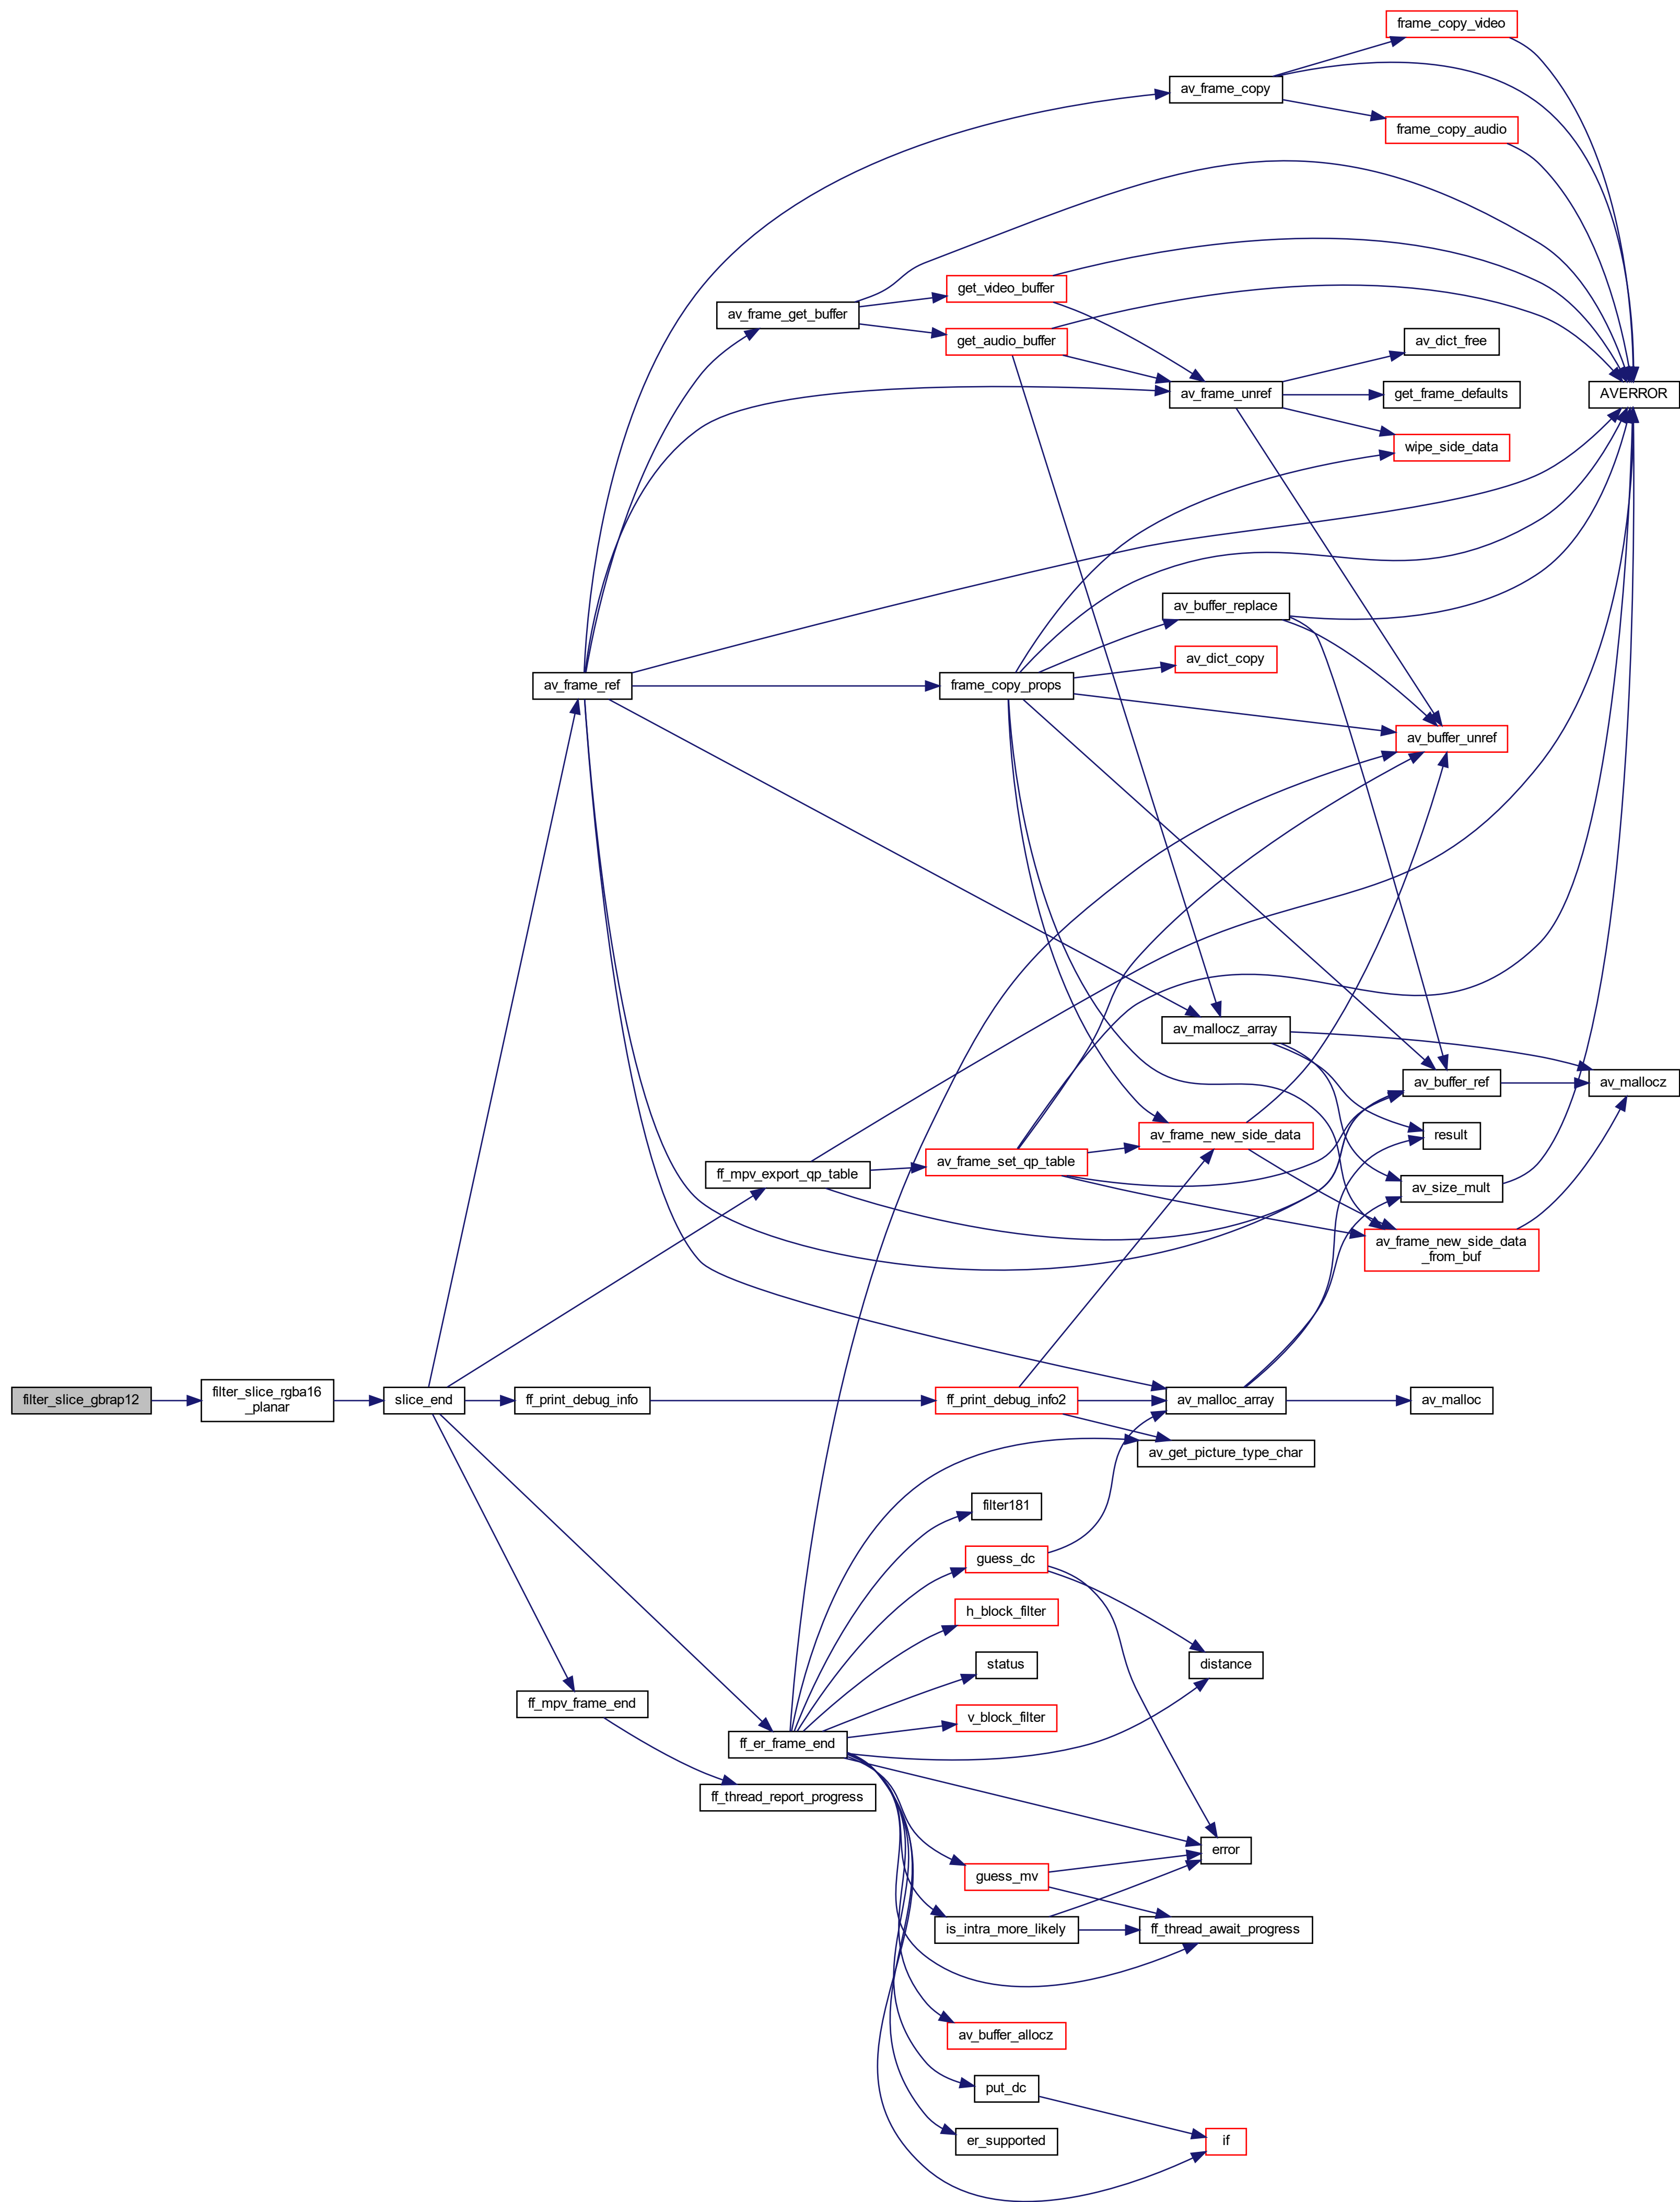 frame_copy_video
av_frame_copy
frame_copy_audio
get_video_buffer
av_frame_get_buffer
get_audio_buffer
av_dict_free
av_frame_unref
get_frame_defaults
AVERROR
wipe_side_data
av_buffer_replace
av_dict_copy
av_frame_ref
frame_copy_props
av_buffer_unref
av_mallocz_array
av_buffer_ref
av_mallocz
av_frame_new_side_data
result
av_frame_set_qp_table
ff_mpv_export_qp_table
av_size_mult
av_frame_new_side_data
_from_buf
filter_slice_gbrap12
filter_slice_rgba16
_planar
slice_end
ff_print_debug_info
ff_print_debug_info2
av_malloc_array
av_malloc
av_get_picture_type_char
filter181
guess_dc
h_block_filter
status
distance
ff_mpv_frame_end
v_block_filter
ff_er_frame_end
ff_thread_report_progress
error
guess_mv
is_intra_more_likely
ff_thread_await_progress
av_buffer_allocz
put_dc
er_supported
if